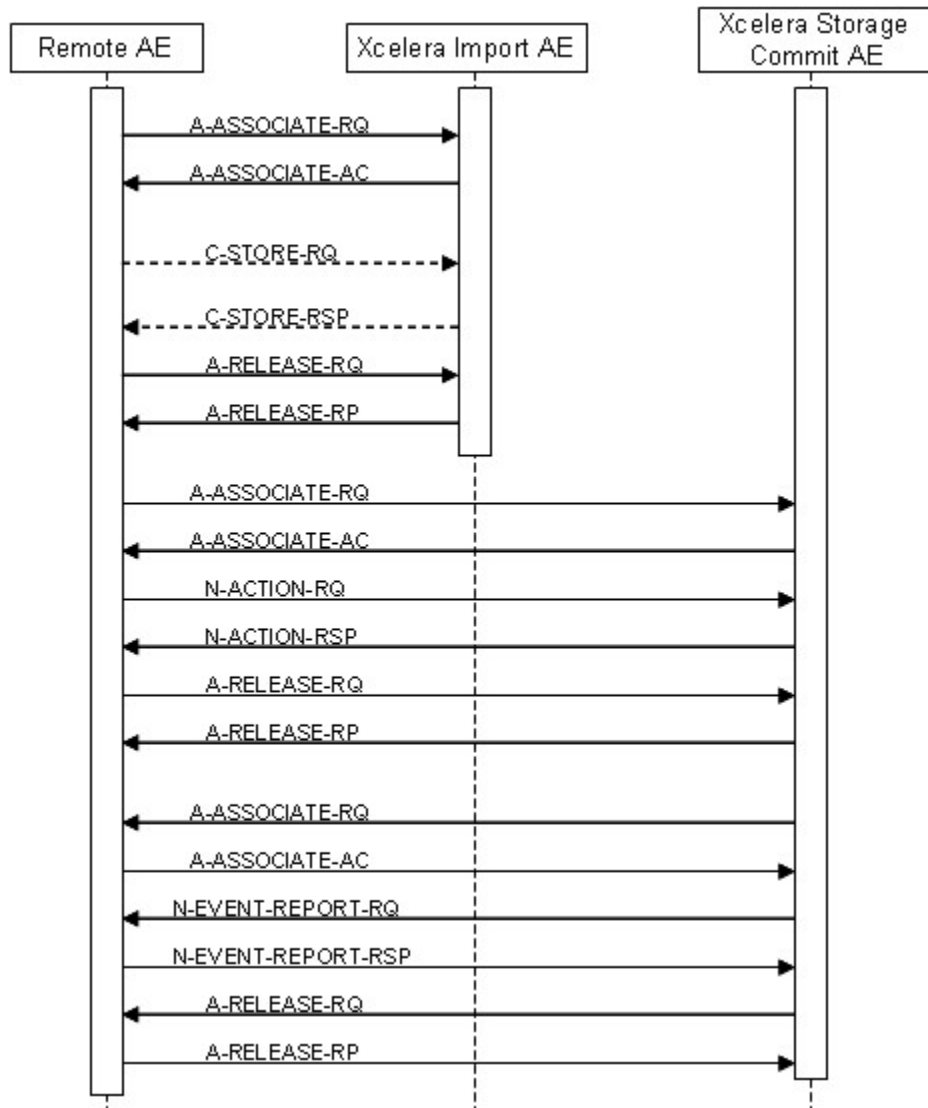 Remote AE
Xcelera Import AE
Xcelera Storage
Commit AE
A-ASSOCIATE-RQ
A-ASSOCIATE-AC
C-STORE-RQ
C-STORE-RSP
A-RELEASE-RQ
A-RELEASE-RP
A-ASSOCIATE-RQ
A-ASSOCIATE-AC
N-ACTION-RQ
N-ACTION-RSP
A-RELEASE-RQ
A-RELEASE-RP
A-ASSOCIATE-RQ
A-ASSOCIATE-AC
N-EVENT-REPORT-RQ
N-EVENT-REPORT-RSP
A-RELEASE-RQ
A-RELEASE-RP